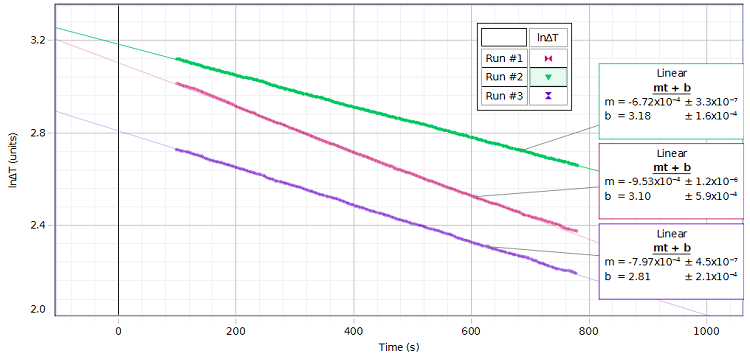 3.2
2.8
2.4
2.0
lnΔT (units)
0
200
400
600
800
1000
Time (s)
lnΔT
Run #1
Run #2
Run #3
Linear
mt + b
m = -6.72x10⁻⁴ ± 3.3x10⁻⁷
b = 3.18 ± 1.6x10⁻⁴
Linear
mt + b
m = -9.53x10⁻⁴ ± 1.2x10⁻⁶
b = 3.10 ± 5.9x10⁻⁴
Linear
mt + b
m = -7.97x10⁻⁴ ± 4.5x10⁻⁷
b = 2.81 ± 2.1x10⁻⁴